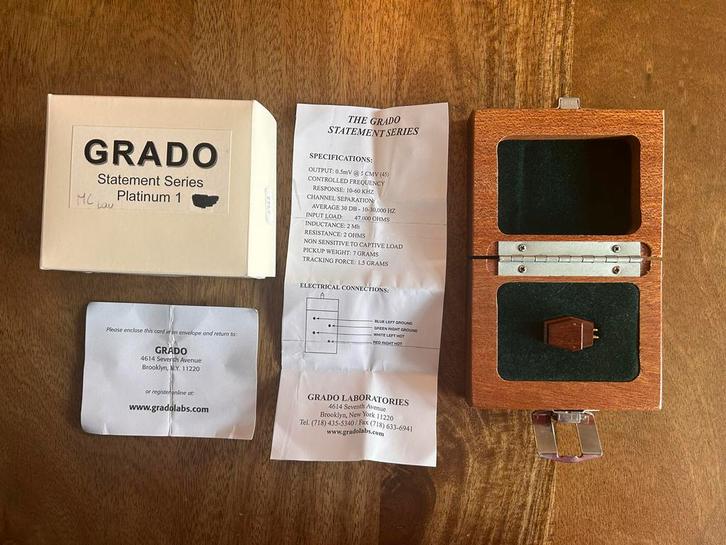 GRADO
Statement Series
Platinum 1
MC Low
Please enclose this card in an envelope and return to:
GRADO
4614 Seventh Avenue
Brooklyn, N.Y. 11220
or register online at:
www.gradolabs.com
THE GRADO
STATEMENT SERIES
SPECIFICATIONS:
OUTPUT: 0.5mV @ 5 CMV (45)
CONTROLLED FREQUENCY
RESPONSE: 10-60 KHZ
CHANNEL SEPARATION:
AVERAGE 30 DB - 10-30,000 HZ
INPUT LOAD: 47,000 OHMS
INDUCTANCE: 2 Mh
RESISTANCE: 2 OHMS
NON SENSITIVE TO CAPTIVE LOAD
PICKUP WEIGHT: 7 GRAMS
TRACKING FORCE: 1.5 GRAMS
ELECTRICAL CONNECTIONS:
BLUE LEFT GROUND
GREEN RIGHT GROUND
WHITE LEFT HOT
RED RIGHT HOT
GRADO LABORATORIES
4614 Seventh Avenue
Brooklyn, New York 11220
Tel. (718) 435-5340 / Fax (718) 633-6941
www.gradolabs.com